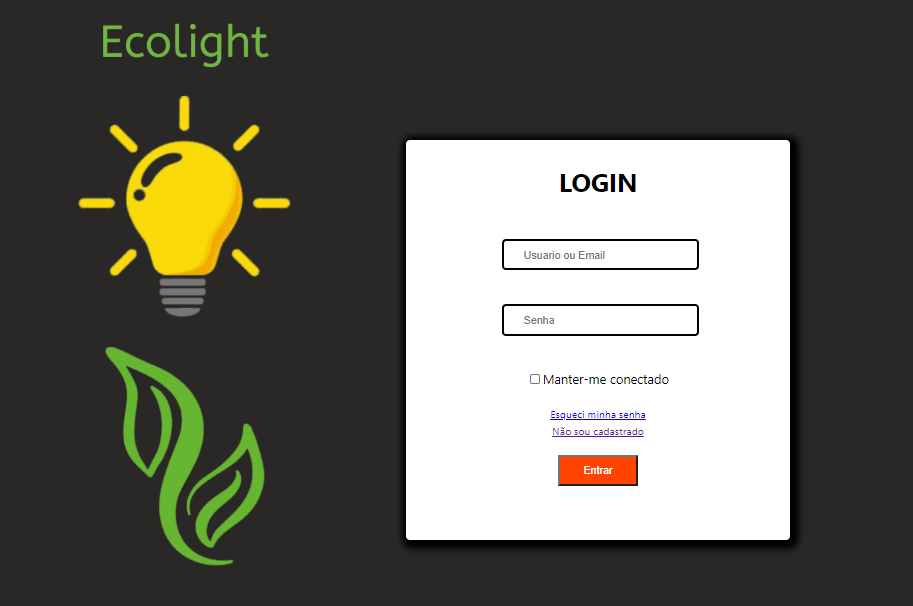 Ecolight
LOGIN
Usuario ou Email
Senha
Manter-me conectado
Esqueci minha senha
Não sou cadastrado
Entrar